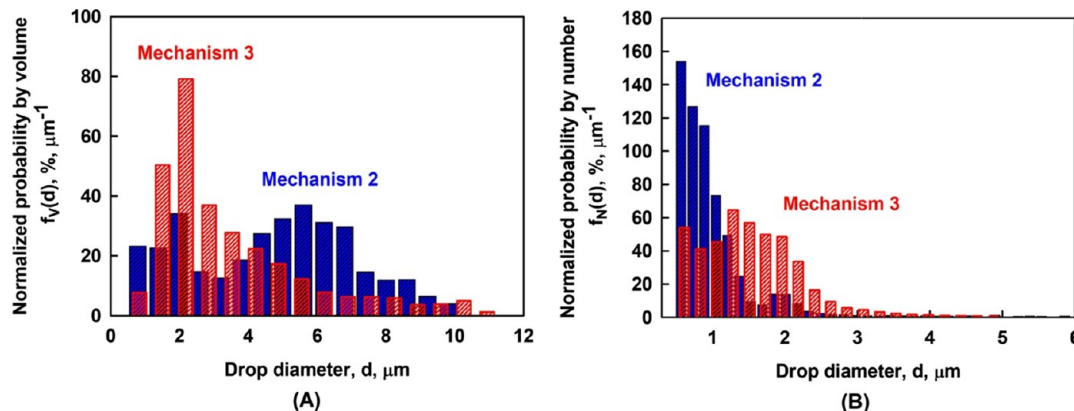 Normalized probability by volume
f_V(d), %, μm⁻¹
100
80
60
40
20
0
Mechanism 3
Mechanism 2
0 2 4 6 8 10 12
Drop diameter, d, μm
(A)
Normalized probability by number
f_N(d), %, μm⁻¹
180
160
140
120
100
80
60
40
20
0
Mechanism 2
Mechanism 3
1 2 3 4 5 6
Drop diameter, d, μm
(B)